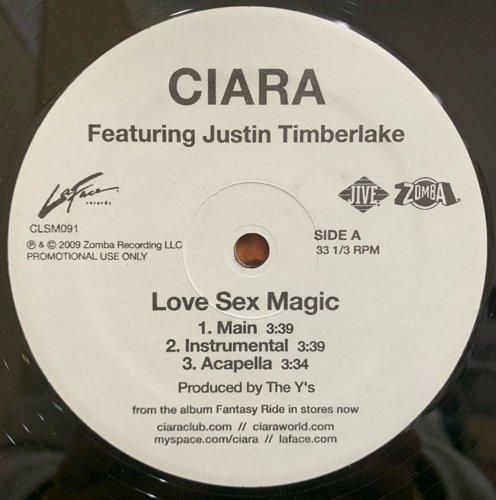 CIARA
Featuring Justin Timberlake
LaFace
records
JIVE
ZOMBA
CLSM091
℗ & © 2009 Zomba Recording LLC
PROMOTIONAL USE ONLY
SIDE A
33 1/3 RPM
Love Sex Magic
1. Main 3:39
2. Instrumental 3:39
3. Acapella 3:34
Produced by The Y's
from the album Fantasy Ride in stores now
ciaraclub.com // ciaraworld.com
myspace.com/ciara // laface.com